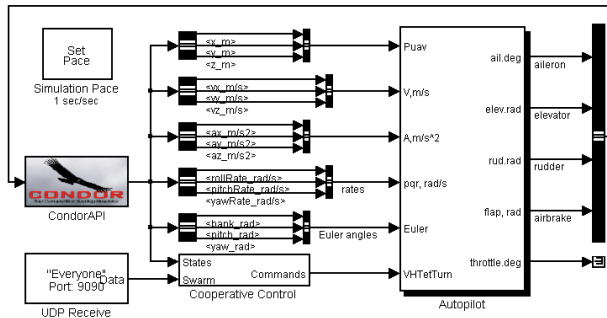 Set
Pace
Simulation Pace
1 sec/sec
CONDOR
CondorAPI
"Everyone"
Port: 9090
Data
UDP Receive
<x_m>
<y_m>
<z_m>
<vx_m/s>
<vy_m/s>
<vz_m/s>
<ax_m/s2>
<ay_m/s2>
<az_m/s2>
<rollRate_rad/s>
<pitchRate_rad/s>
<yawRate_rad/s>
rates
<bank_rad>
<pitch_rad>
<yaw_rad>
Euler angles
States
Swarm
Commands
Cooperative Control
Puav
V,m/s
A,m/s^2
pqr, rad/s
Euler
VHTetTurn
ail.deg
elev.rad
rud.rad
flap, rad
throttle.deg
Autopilot
aileron
elevator
rudder
airbrake